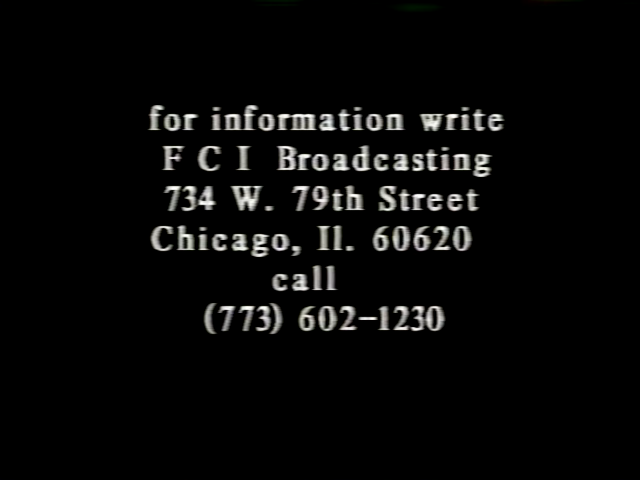 for information write
F C I Broadcasting
734 W. 79th Street
Chicago, Il. 60620
call
(773) 602-1230